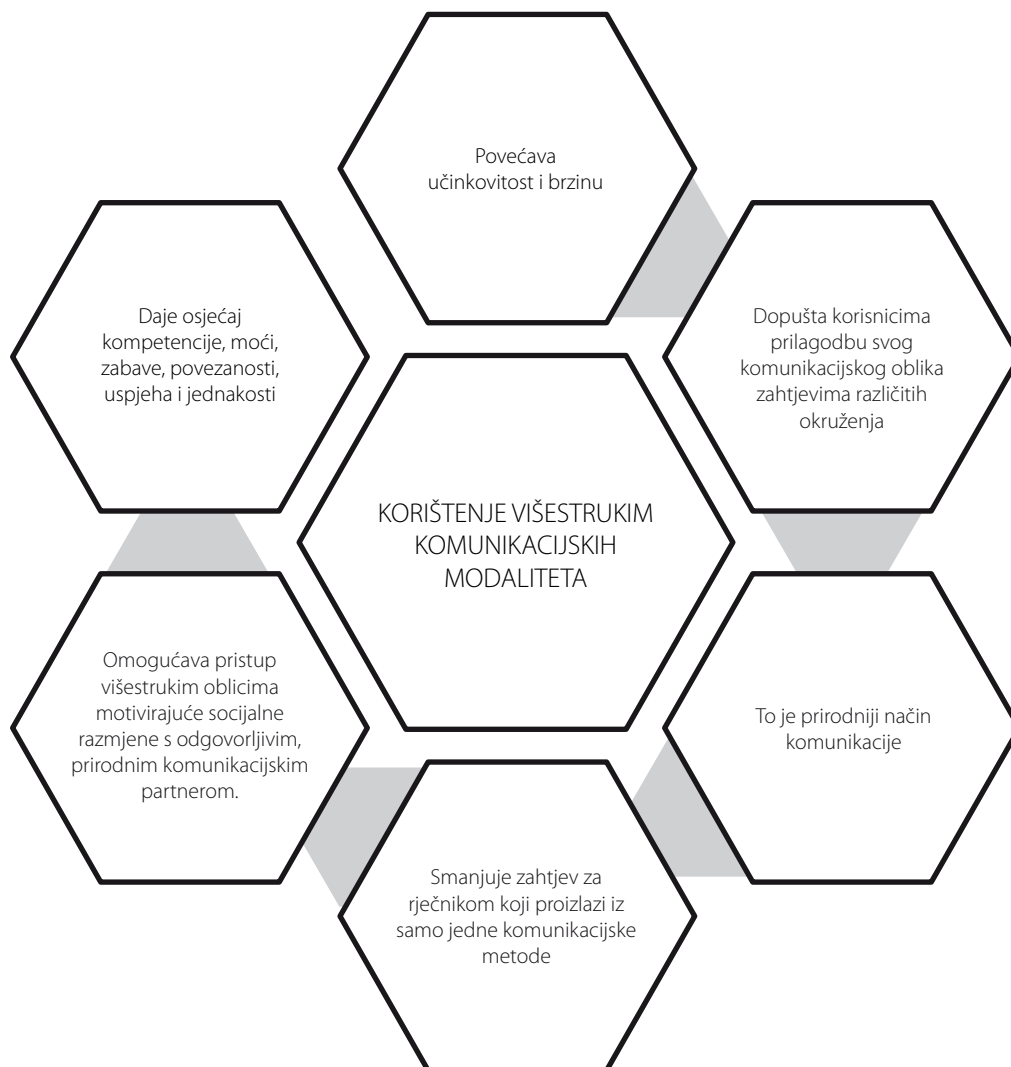 Povećava
učinkovitost i brzinu
Daje osjećaj
kompetencije, moći,
zabave, povezanosti,
uspjeha i jednakosti
Dopušta korisnicima
prilagodbu svog
komunikacijskog oblika
zahtjevima različitih
okruženja
KORIŠTENJE VIŠESTRUKIM
KOMUNIKACIJSKIH
MODALITETA
Omogućava pristup
višestrukim oblicima
motivirajuće socijalne
razmjene s odgovorljivim,
prirodnim komunikacijskim
partnerom.
To je prirodniji način
komunikacije
Smanjuje zahtjev za
rječnikom koji proizlazi iz
samo jedne komunikacijske
metode